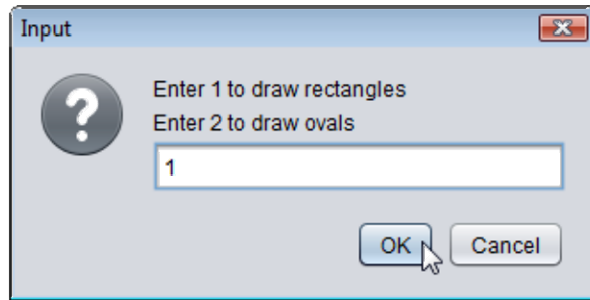 Input
Enter 1 to draw rectangles
Enter 2 to draw ovals
1
OK Cancel